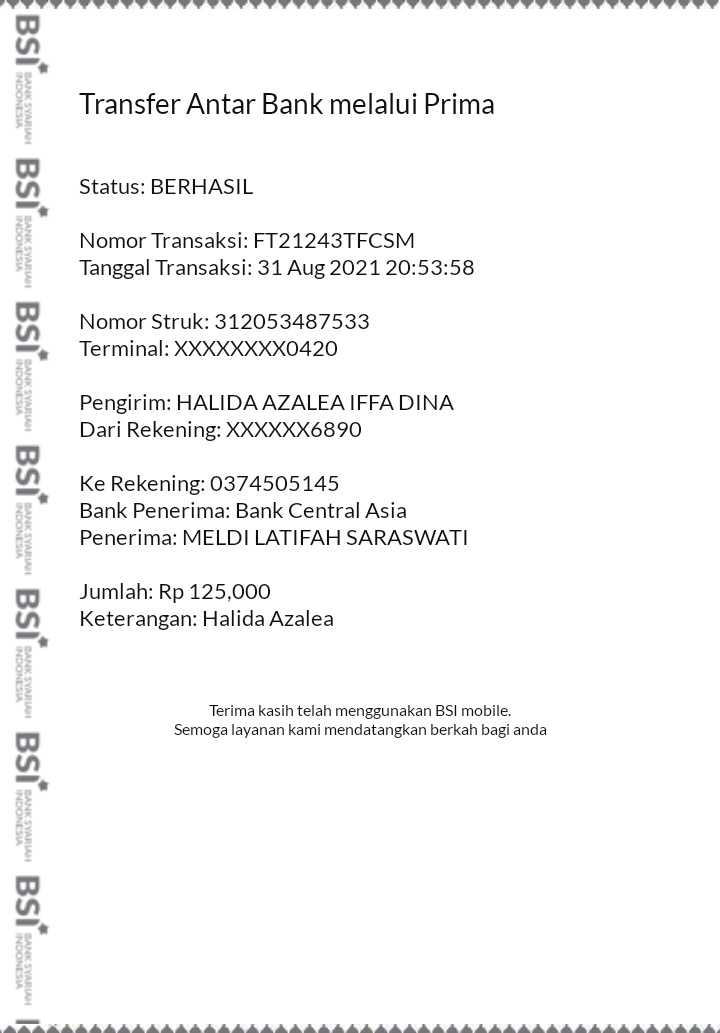 Transfer Antar Bank melalui Prima
Status: BERHASIL
Nomor Transaksi: FT21243TFCSM
Tanggal Transaksi: 31 Aug 2021 20:53:58
Nomor Struk: 312053487533
Terminal: XXXXXXXX0420
Pengirim: HALIDA AZALEA IFFA DINA
Dari Rekening: XXXXXX6890
Ke Rekening: 0374505145
Bank Penerima: Bank Central Asia
Penerima: MELDI LATIFAH SARASWATI
Jumlah: Rp 125,000
Keterangan: Halida Azalea
Terima kasih telah menggunakan BSI mobile.
Semoga layanan kami mendatangkan berkah bagi anda
BSI
BANK SYARIAH
INDONESIA
BSI
BANK SYARIAH
INDONESIA
BSI
BANK SYARIAH
INDONESIA
BSI
BANK SYARIAH
INDONESIA
BSI
BANK SYARIAH
INDONESIA
BSI
BANK SYARIAH
INDONESIA
BSI
BANK SYARIAH
INDONESIA